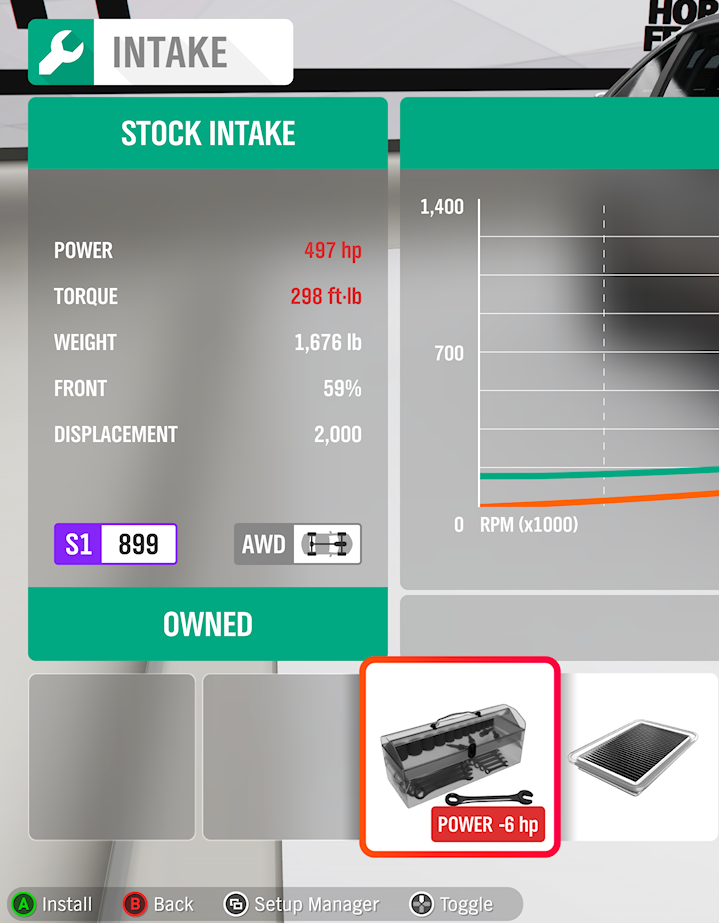 HOR
INTAKE
STOCK INTAKE
POWER 497 hp
TORQUE 298 ft·lb
WEIGHT 1,676 lb
FRONT 59%
DISPLACEMENT 2,000
S1 899 AWD
OWNED
1,400
700
0 RPM (x1000)
POWER -6 hp
A Install B Back Setup Manager Toggle